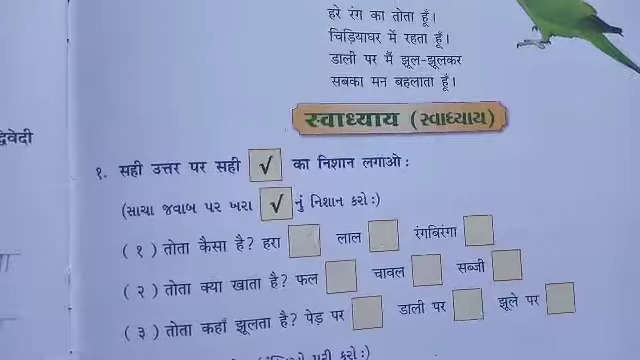 हरे रंग का तोता हूँ।
चिड़ियाघर में रहता हूँ।
डाली पर मैं झूल-झूलकर
सबका मन बहलाता हूँ।
स्वाध्याय (સ્વાધ્યાય)
द्विवेदी
१. सही उत्तर पर सही ✓ का निशान लगाओ :
(સાચા જવાબ પર ખરા ✓ નું નિશાન કરો :)
( १ ) तोता कैसा है? हरा लाल रंगबिरंगा
( २ ) तोता क्या खाता है? फल चावल सब्जी
( ३ ) तोता कहाँ झूलता है? पेड़ पर डाली पर झूले पर
કરો :)